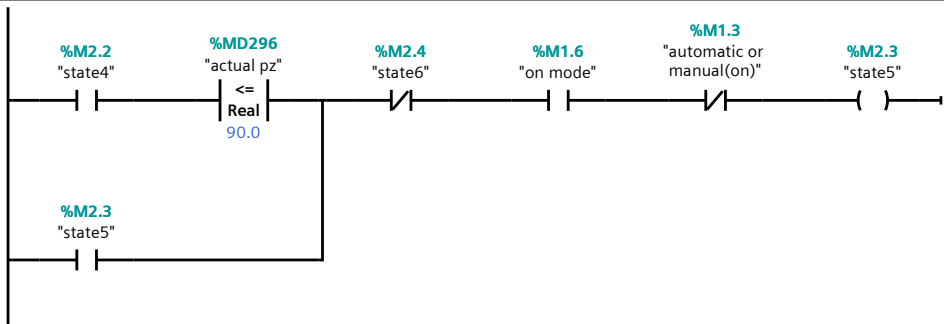 %M2.2
"state4"
%MD296
"actual pz"
<=
Real
90.0
%M2.4
"state6"
%M1.6
"on mode"
%M1.3
"automatic or
manual(on)"
%M2.3
"state5"
%M2.3
"state5"